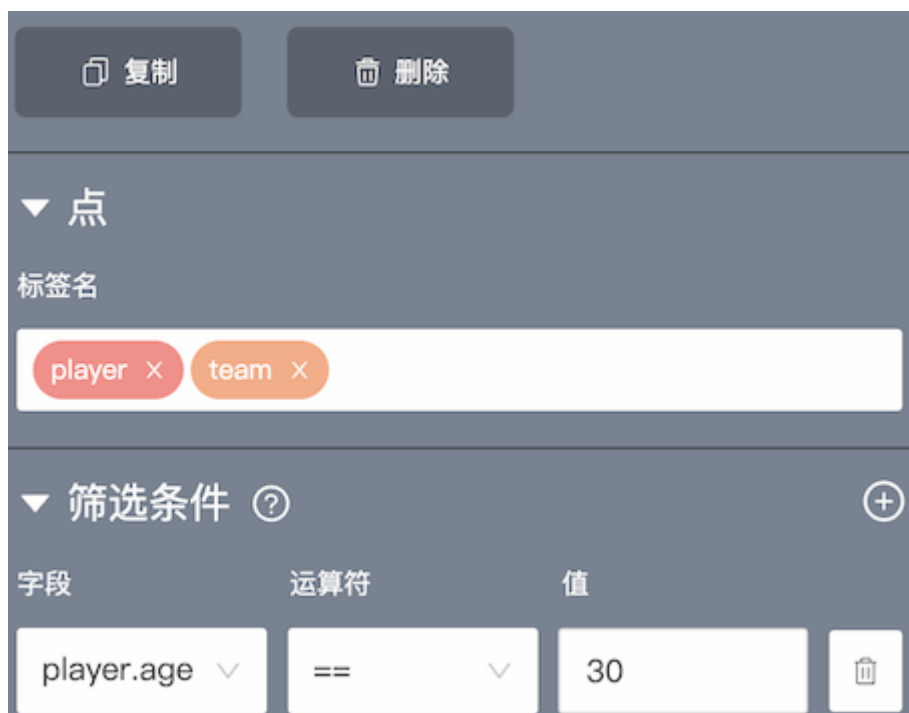 复制 删除
点
标签名
player × team ×
筛选条件 ?
字段 运算符 值
player.age == 30